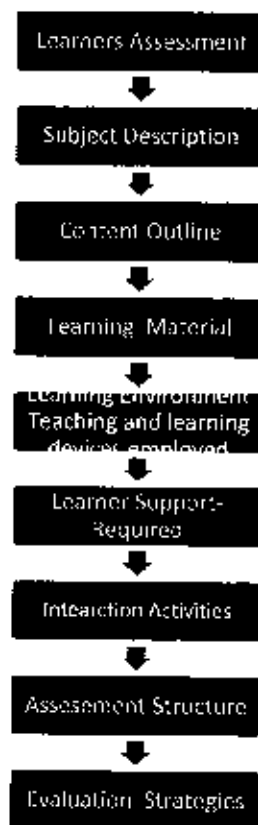 Learners Assessment
Subject Description
Content Outline
Learning Material
Learning Environment
Teaching and learning
devices employed
Learner Support-
Required
Intearction Activities
Assesement Structure
Evaluation Strategies